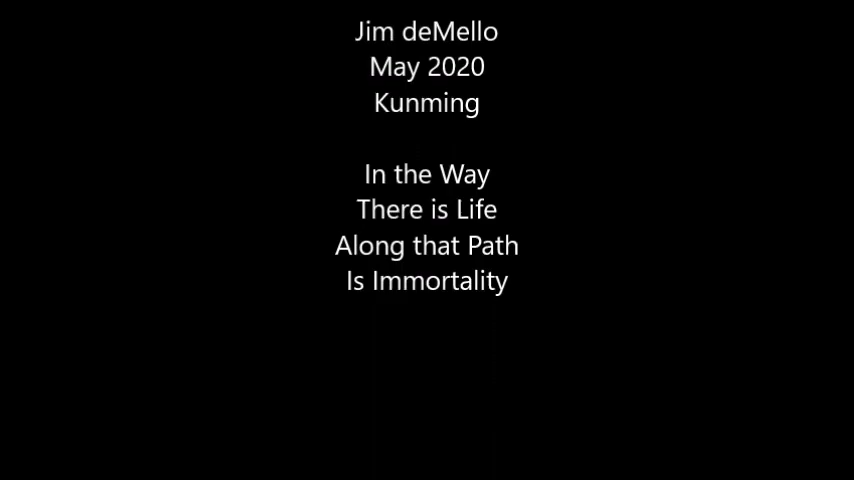 Jim deMello
May 2020
Kunming
In the Way
There is Life
Along that Path
Is Immortality